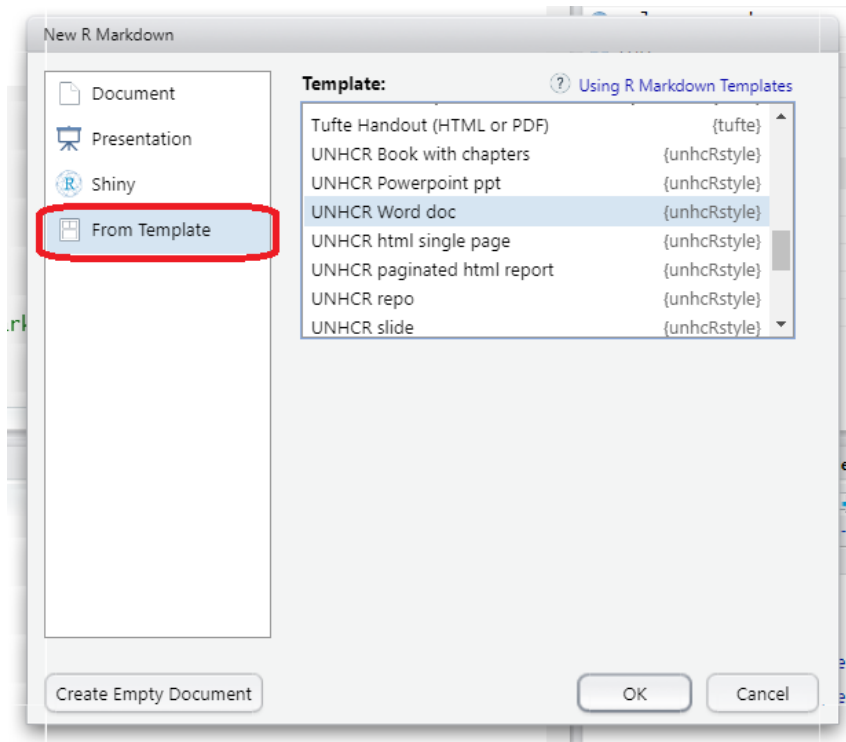 New R Markdown
Document
Presentation
Shiny
From Template
Template:
Using R Markdown Templates
Tufte Handout (HTML or PDF) {tufte}
UNHCR Book with chapters {unhcRstyle}
UNHCR Powerpoint ppt {unhcRstyle}
UNHCR Word doc {unhcRstyle}
UNHCR html single page {unhcRstyle}
UNHCR paginated html report {unhcRstyle}
UNHCR repo {unhcRstyle}
UNHCR slide {unhcRstyle}
Create Empty Document
OK
Cancel